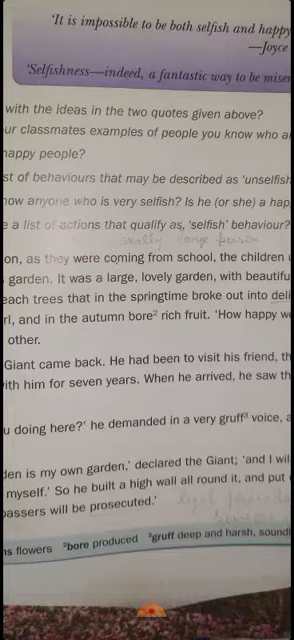 'It is impossible to be both selfish and happy
—Joyce
'Selfishness—indeed, a fantastic way to be miser
with the ideas in the two quotes given above?
ur classmates examples of people you know who a
happy people?
st of behaviours that may be described as 'unselfish
now anyone who is very selfish? Is he (or she) a hap
e a list of actions that qualify as, 'selfish' behaviour?
large person
on, as they were coming from school, the children
garden. It was a large, lovely garden, with beautifu
each trees that in the springtime broke out into deli
rl, and in the autumn bore² rich fruit. 'How happy w
other.
Giant came back. He had been to visit his friend, th
ith him for seven years. When he arrived, he saw th
u doing here?' he demanded in a very gruff³ voice, a
den is my own garden,' declared the Giant; 'and I wil
myself.' So he built a high wall all round it, and put
passers will be prosecuted.'
legal
ns flowers ²bore produced ³gruff deep and harsh, soundi